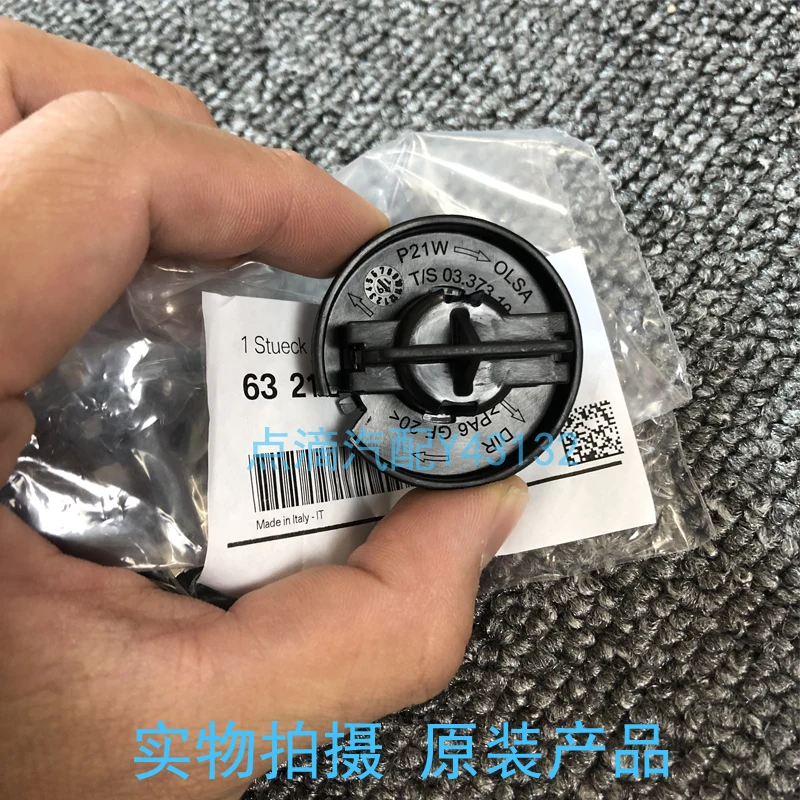 P21W OLSA
T/S 03.373.10
1 Stueck
63 21
DIR
>PA6 G 20<
点滴汽配Y43132
Made in Italy - IT
实物拍摄 原装产品